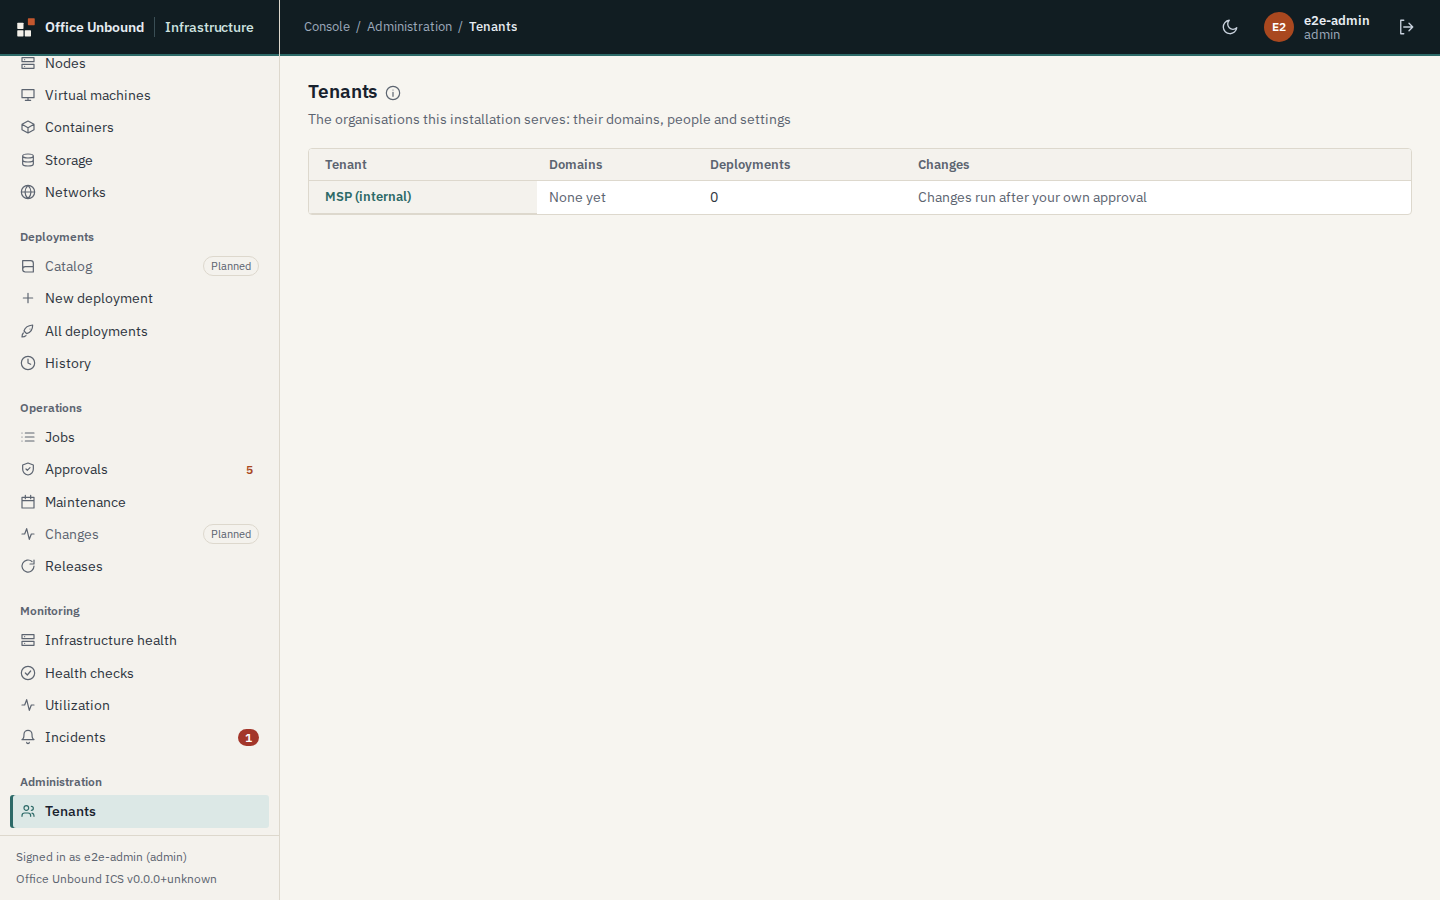 Office Unbound Infrastructure
Console / Administration / Tenants
E2
e2e-admin
admin
Nodes
Virtual machines
Containers
Storage
Networks
Deployments
Catalog Planned
New deployment
All deployments
History
Operations
Jobs
Approvals 5
Maintenance
Changes Planned
Releases
Monitoring
Infrastructure health
Health checks
Utilization
Incidents 1
Administration
Tenants
Signed in as e2e-admin (admin)
Office Unbound ICS v0.0.0+unknown
Tenants
The organisations this installation serves: their domains, people and settings
Tenant Domains Deployments Changes
MSP (internal) None yet 0 Changes run after your own approval